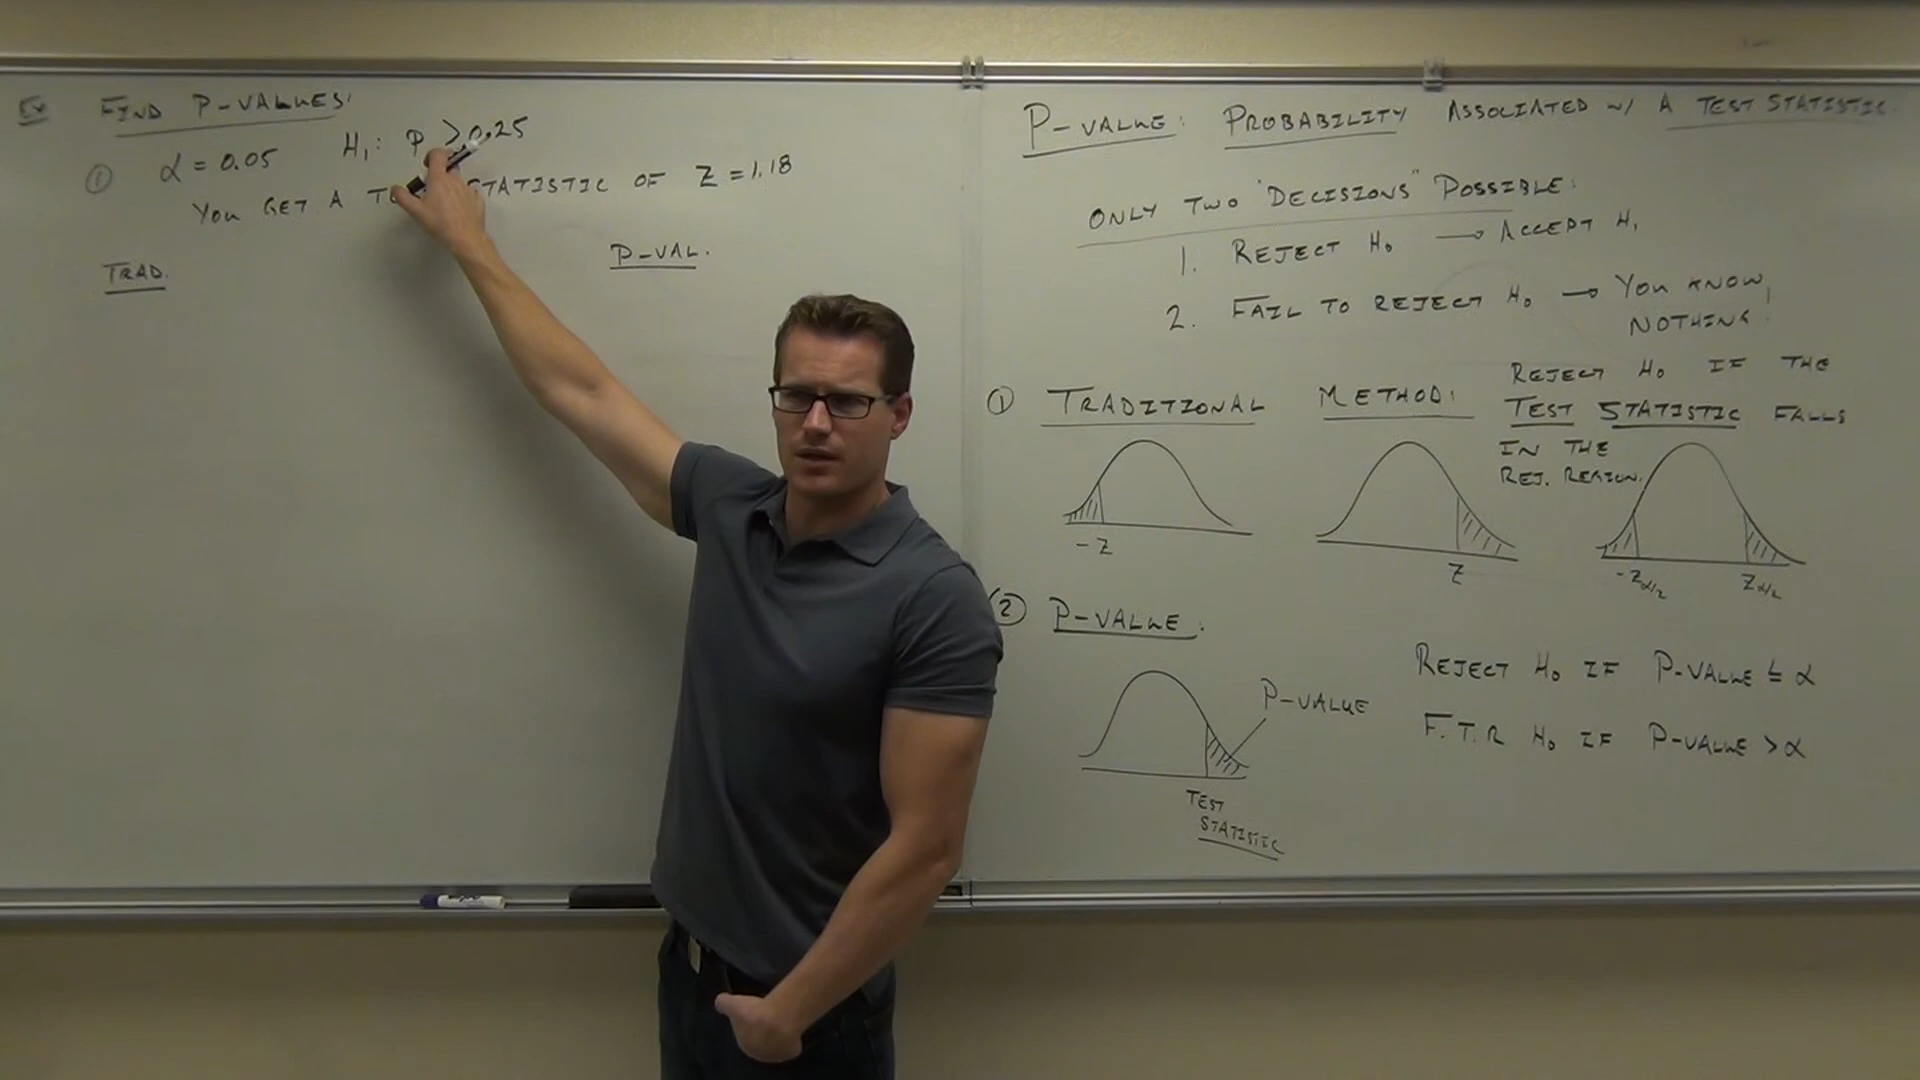 Ex FIND P-VALUES:
① α = 0.05 H₁: P > 0.25
YOU GET A STATISTIC OF Z = 1.18
TRAD.
P-VAL.
P-VALUE: PROBABILITY ASSOCIATED W/ A TEST STATISTIC.
ONLY TWO "DECISIONS" POSSIBLE:
1. REJECT H₀ → ACCEPT H₁
2. FAIL TO REJECT H₀ → YOU KNOW
NOTHING!
① TRADITIONAL METHOD:
REJECT H₀ IF THE
TEST STATISTIC FALLS
IN THE
REJ. REGION.
-Z
Z
-Zα/2 Zα/2
② P-VALUE:
P-VALUE
TEST
STATISTIC
REJECT H₀ IF P-VALUE ≤ α
F.T.R H₀ IF P-VALUE > α